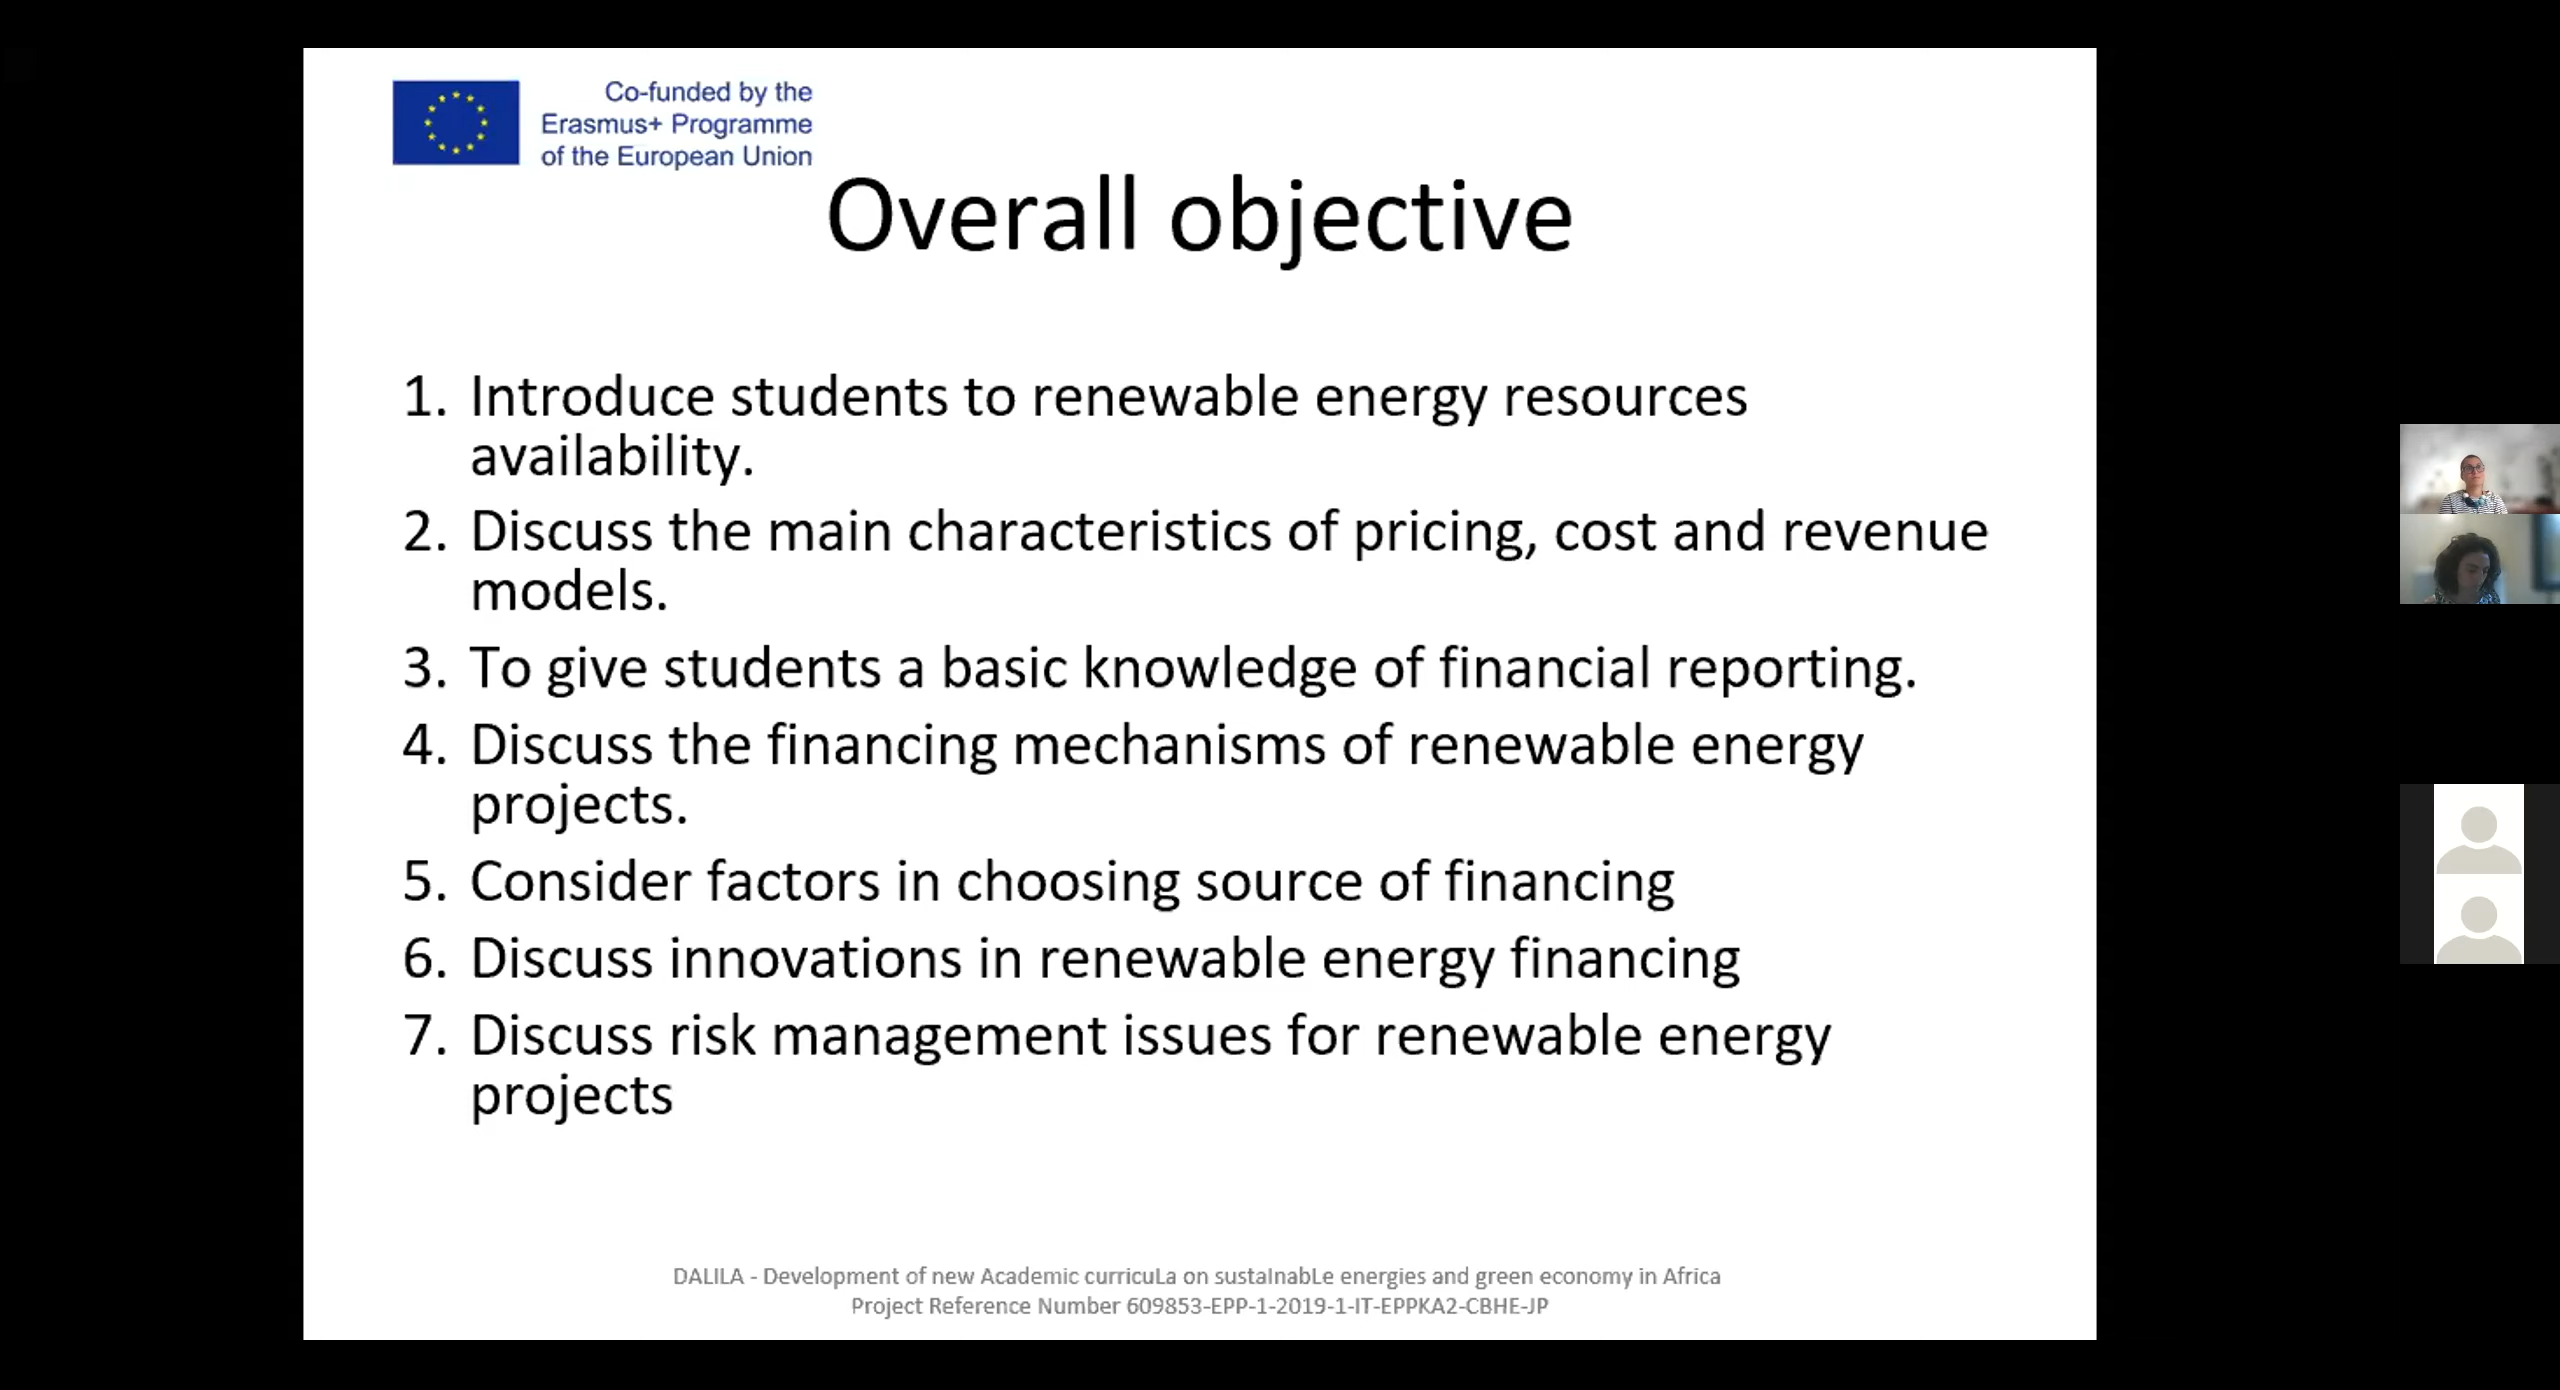 Co-funded by the
Erasmus+ Programme
of the European Union
Overall objective
1. Introduce students to renewable energy resources
availability.
2. Discuss the main characteristics of pricing, cost and revenue
models.
3. To give students a basic knowledge of financial reporting.
4. Discuss the financing mechanisms of renewable energy
projects.
5. Consider factors in choosing source of financing
6. Discuss innovations in renewable energy financing
7. Discuss risk management issues for renewable energy
projects
DALILA - Development of new Academic curricuLa on sustaInabLe energies and green economy in Africa
Project Reference Number 609853-EPP-1-2019-1-IT-EPPKA2-CBHE-JP